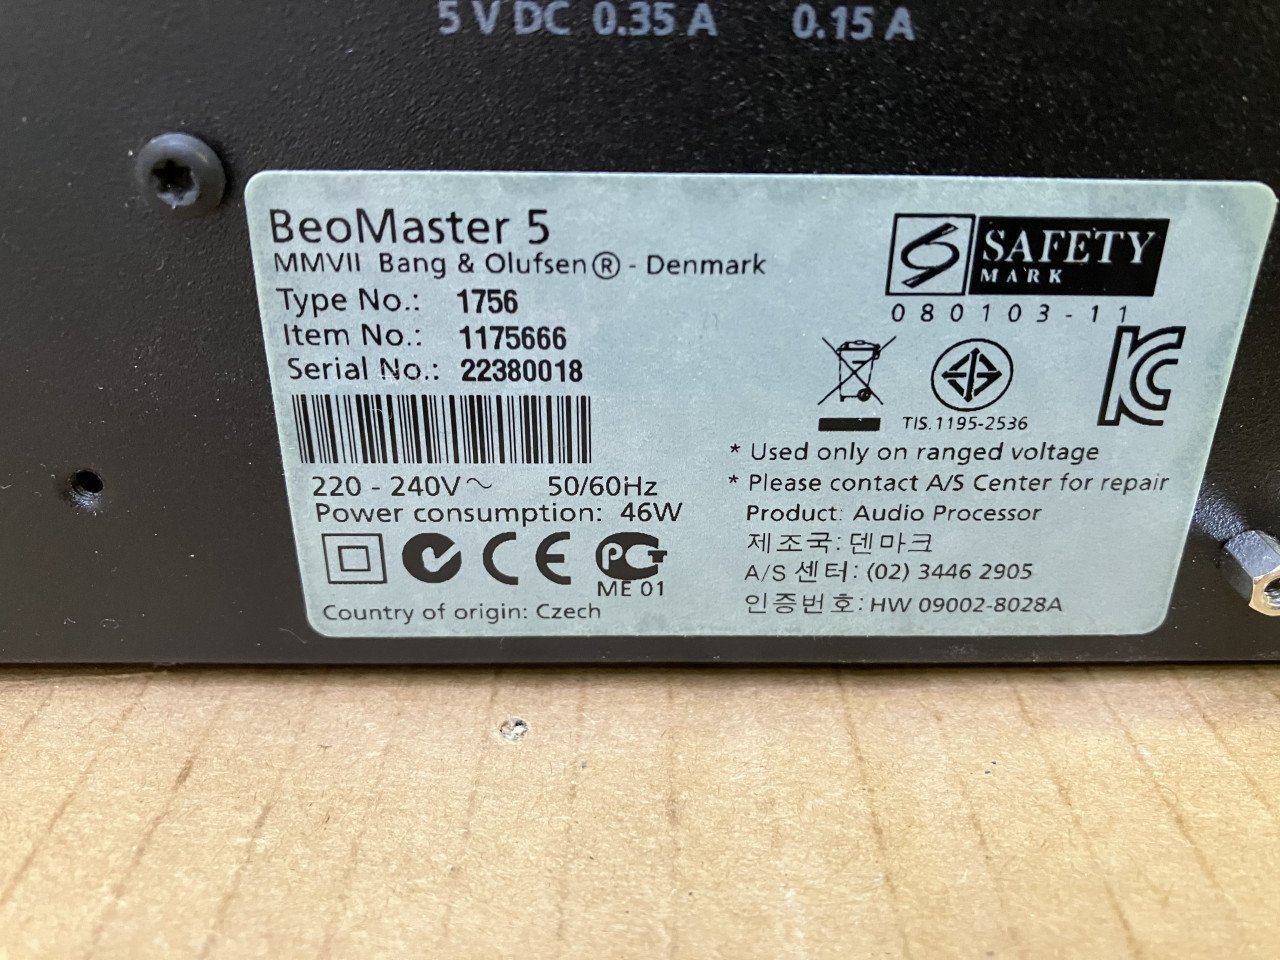 5 V DC 0.35 A 0.15 A
BeoMaster 5
MMVII Bang & Olufsen® - Denmark
Type No.: 1756
Item No.: 1175666
Serial No.: 22380018
220 - 240V~ 50/60Hz
Power consumption: 46W
CE PCT
ME 01
Country of origin: Czech
S SAFETY
MARK
080103-11
TIS.1195-2536
KC
* Used only on ranged voltage
* Please contact A/S Center for repair
Product: Audio Processor
제조국: 덴마크
A/S 센터: (02) 3446 2905
인증번호: HW 09002-8028A